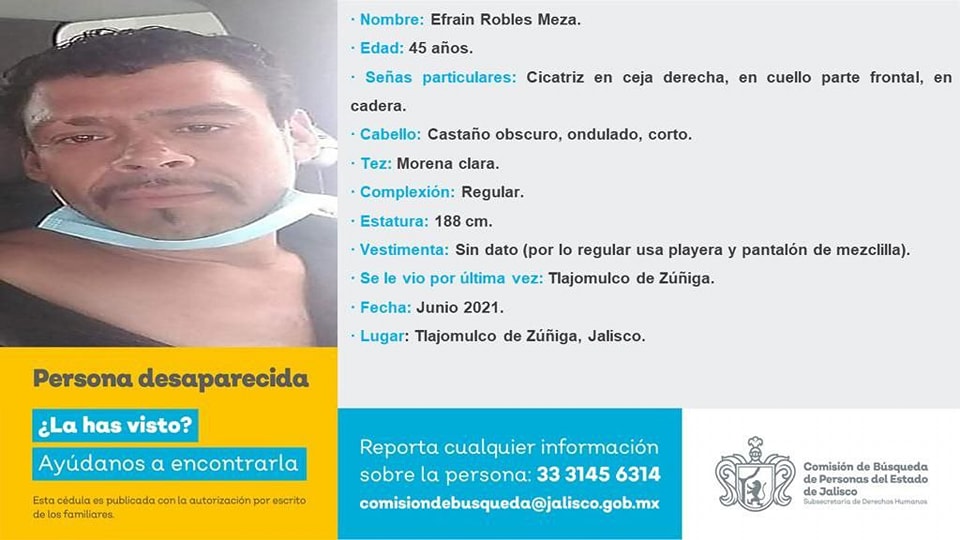 · Nombre: Efrain Robles Meza.
· Edad: 45 años.
· Señas particulares: Cicatriz en ceja derecha, en cuello parte frontal, en
cadera.
· Cabello: Castaño obscuro, ondulado, corto.
· Tez: Morena clara.
· Complexión: Regular.
· Estatura: 188 cm.
· Vestimenta: Sin dato (por lo regular usa playera y pantalón de mezclilla).
· Se le vio por última vez: Tlajomulco de Zúñiga.
· Fecha: Junio 2021.
· Lugar: Tlajomulco de Zúñiga, Jalisco.
Persona desaparecida
¿La has visto?
Ayúdanos a encontrarla
Esta cédula es publicada con la autorización por escrito
de los familiares.
Reporta cualquier información
sobre la persona: 33 3145 6314
comisiondebusqueda@jalisco.gob.mx
Comisión de Búsqueda
de Personas del Estado
de Jalisco
Subsecretaría de Derechos Humanos